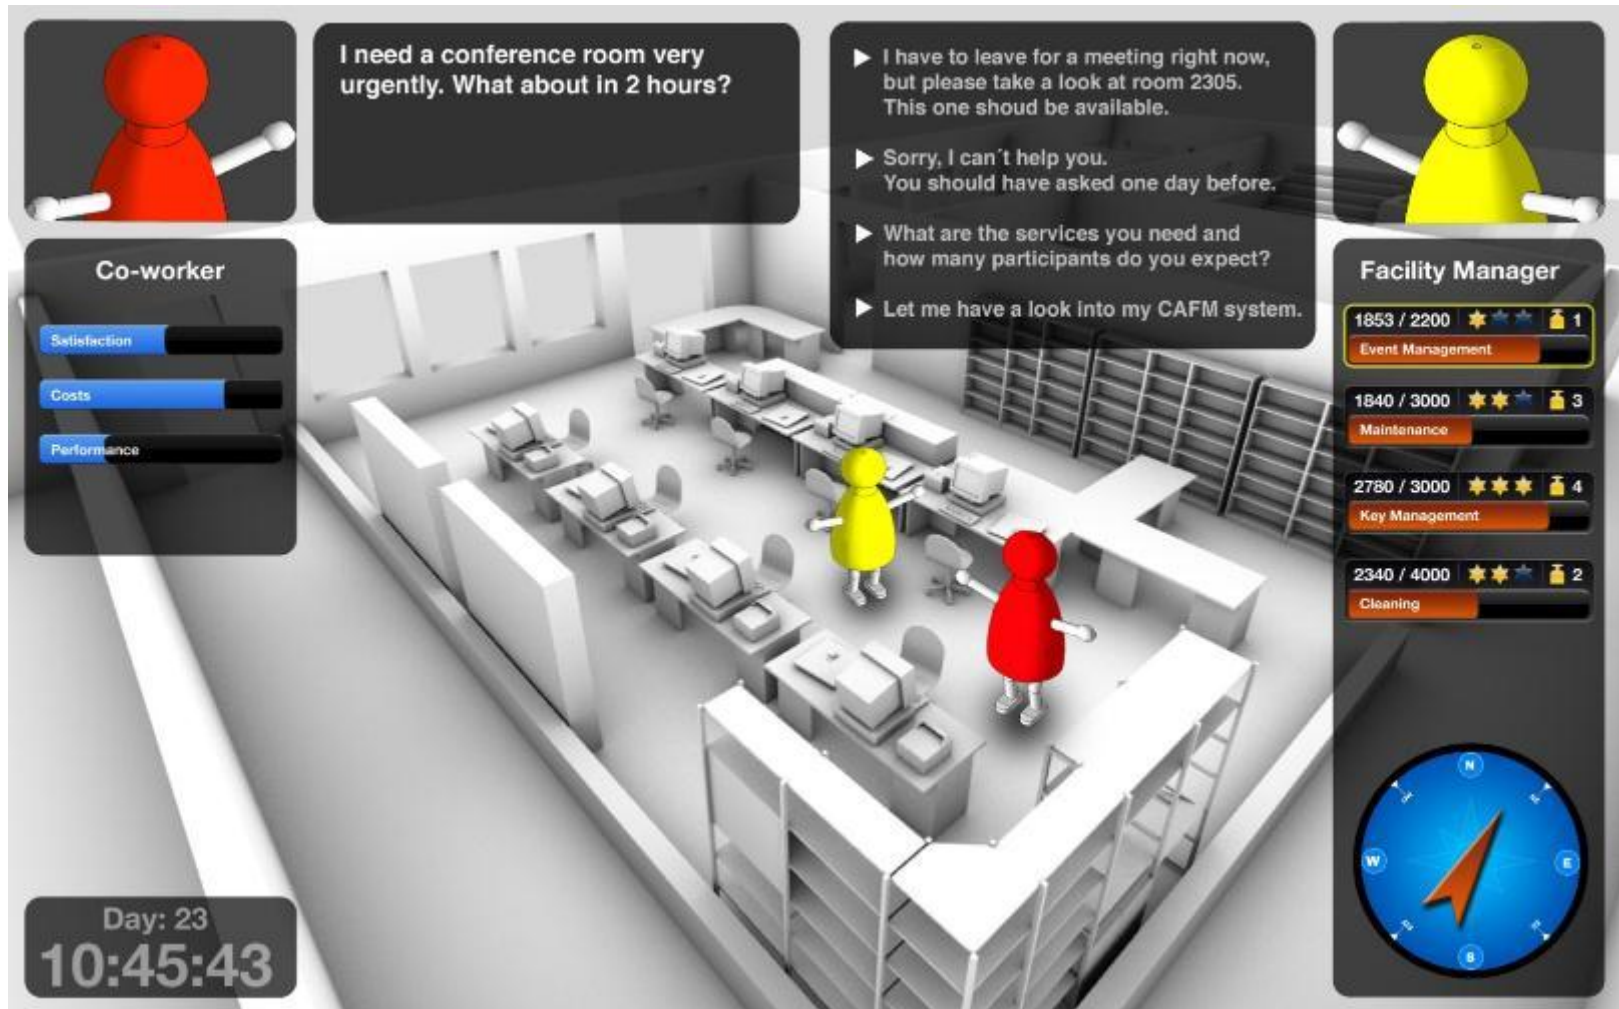 I need a conference room very
urgently. What about in 2 hours?
I have to leave for a meeting right now,
but please take a look at room 2305.
This one shoud be available.
Sorry, I can´t help you.
You should have asked one day before.
What are the services you need and
how many participants do you expect?
Let me have a look into my CAFM system.
Co-worker
Satisfaction
Costs
Performance
Facility Manager
1853 / 2200 1
Event Management
1840 / 3000 3
Maintenance
2780 / 3000 4
Key Management
2340 / 4000 2
Cleaning
N
W
E
S
Day: 23
10:45:43